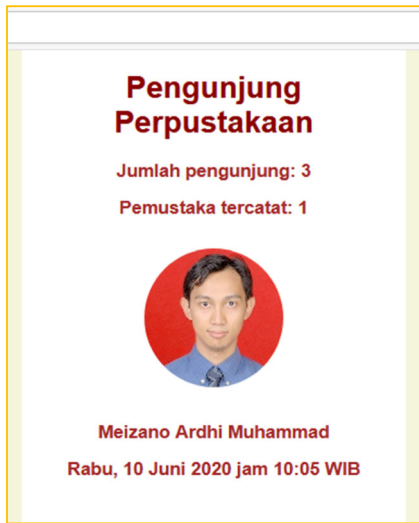 Pengunjung
Perpustakaan
Jumlah pengunjung: 3
Pemustaka tercatat: 1
Meizano Ardhi Muhammad
Rabu, 10 Juni 2020 jam 10:05 WIB